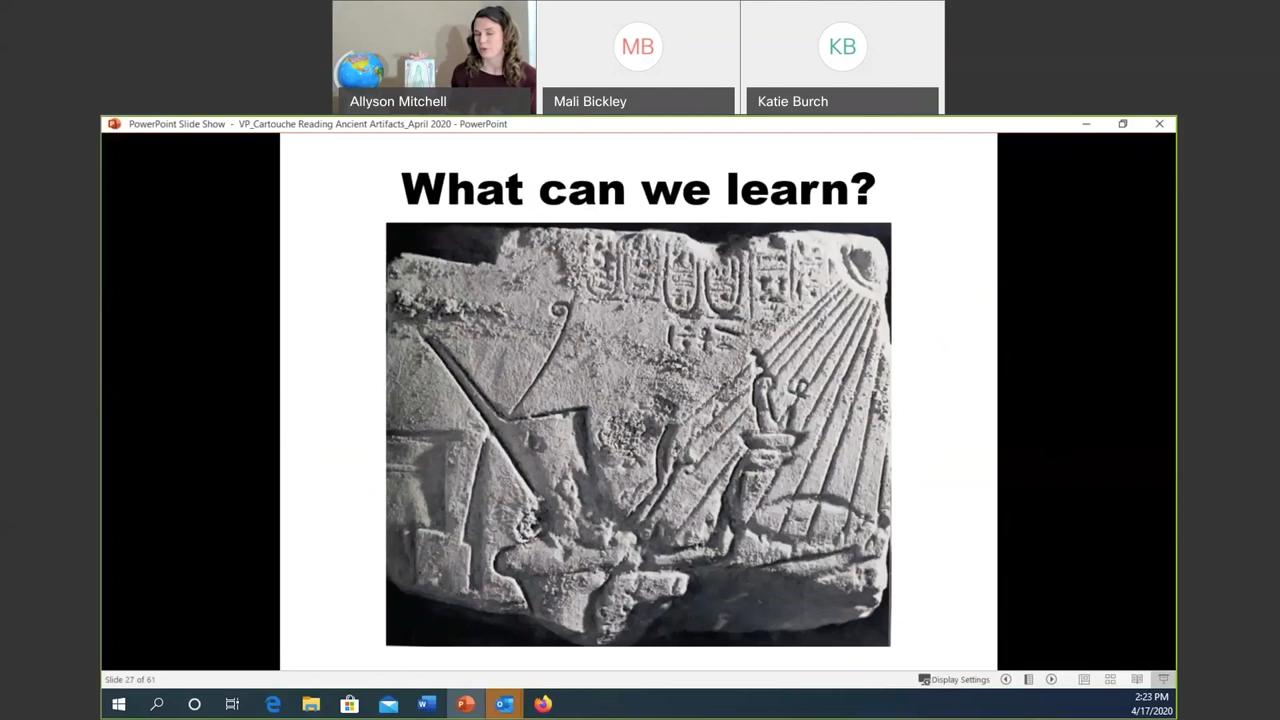 MB
KB
Allyson Mitchell
Mali Bickley
Katie Burch
PowerPoint Slide Show - VP_Cartouche Reading Ancient Artifacts_April 2020 - PowerPoint
What can we learn?
Slide 27 of 61
Display Settings
2:23 PM
4/17/2020